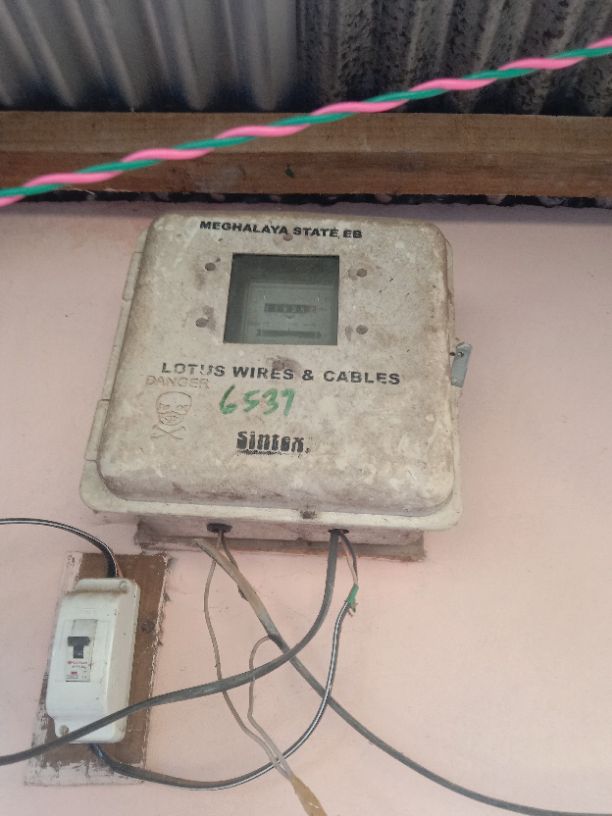 MEGHALAYA STATE EB
LOTUS WIRES & CABLES
DANGER
6537
Sintex